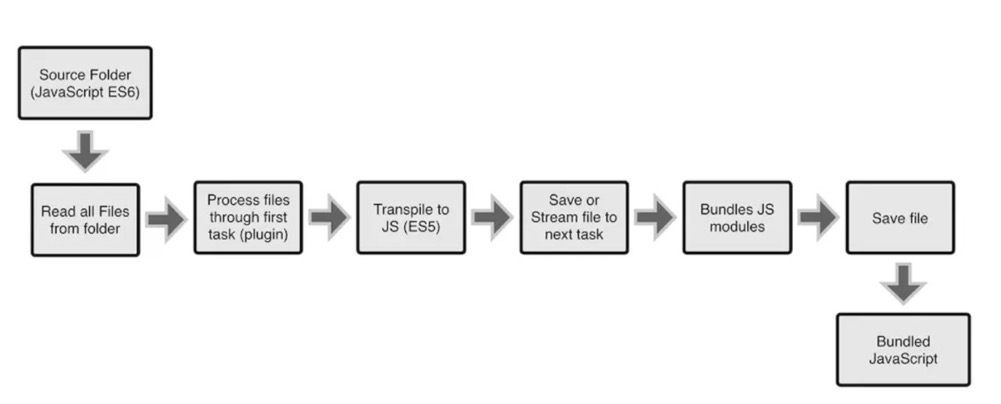 Source Folder
(JavaScript ES6)
Read all Files
from folder
Process files
through first
task (plugin)
Transpile to
JS (ES5)
Save or
Stream file to
next task
Bundles JS
modules
Save file
Bundled
JavaScript